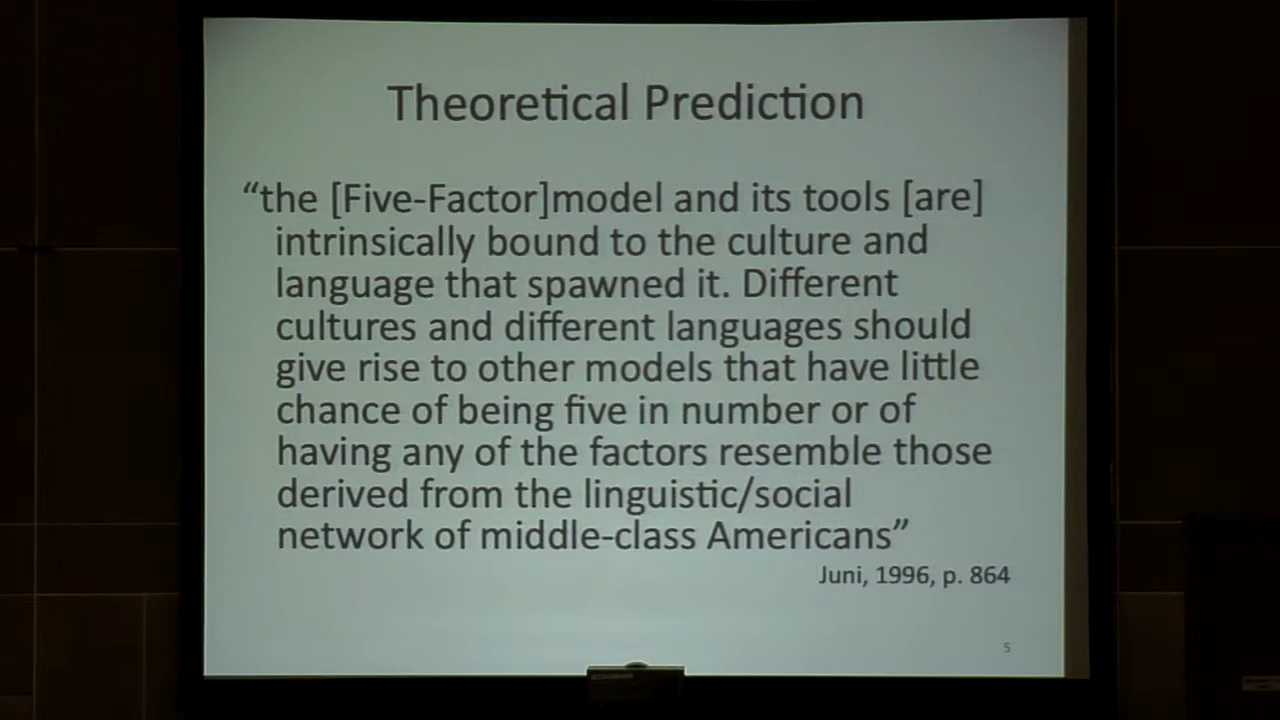 Theoretical Prediction
“the [Five-Factor]model and its tools [are]
intrinsically bound to the culture and
language that spawned it. Different
cultures and different languages should
give rise to other models that have little
chance of being five in number or of
having any of the factors resemble those
derived from the linguistic/social
network of middle-class Americans”
Juni, 1996, p. 864
5